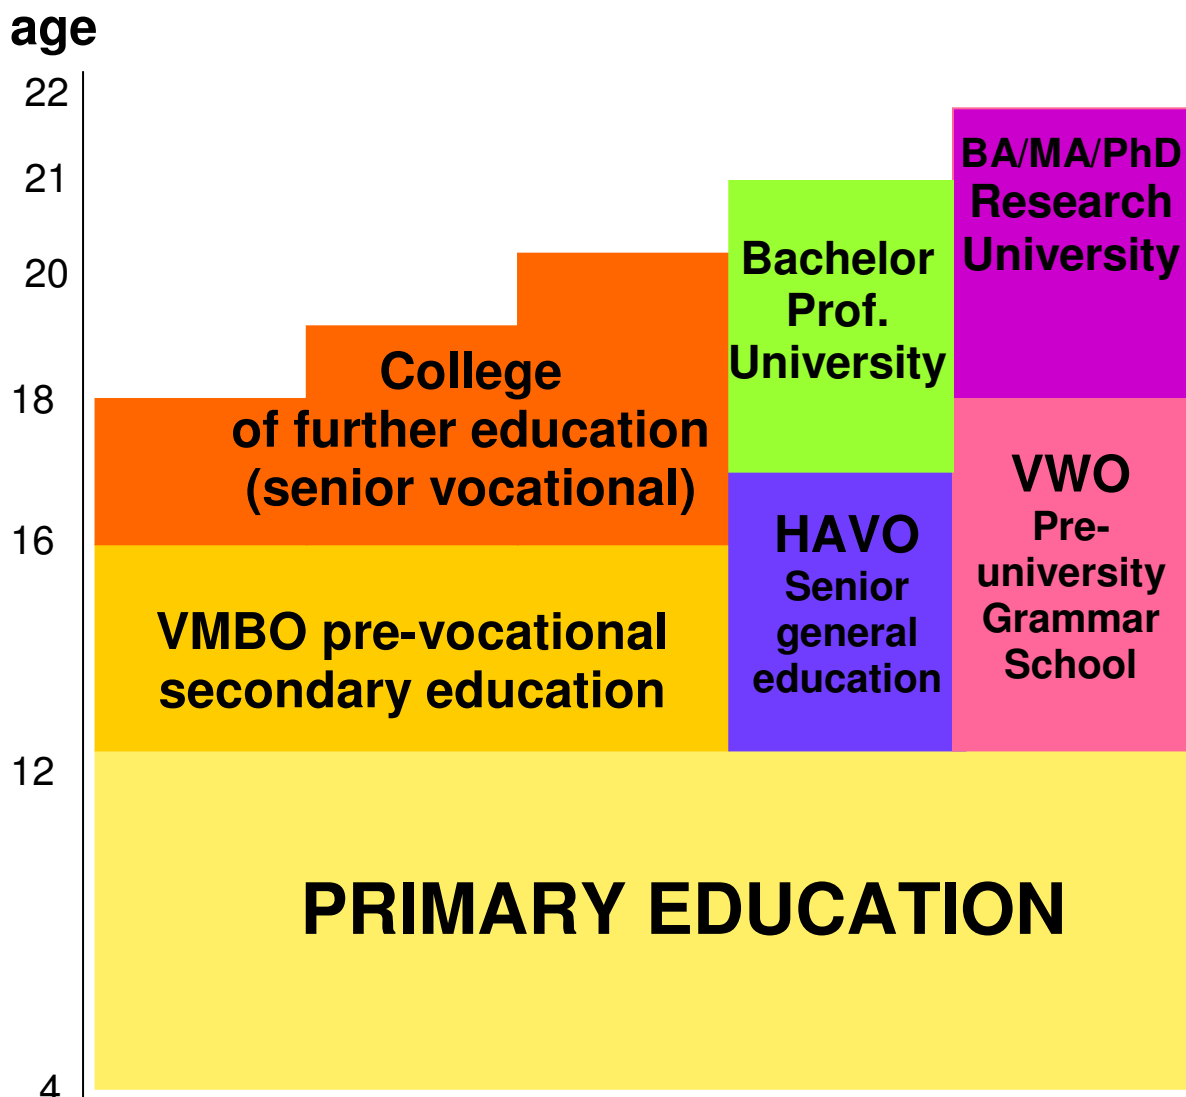 age
22
21
20
18
16
12
4
BA/MA/PhD
Research
University
Bachelor
Prof.
University
College
of further education
(senior vocational)
VWO
Pre-
university
Grammar
School
HAVO
Senior
general
education
VMBO pre-vocational
secondary education
PRIMARY EDUCATION